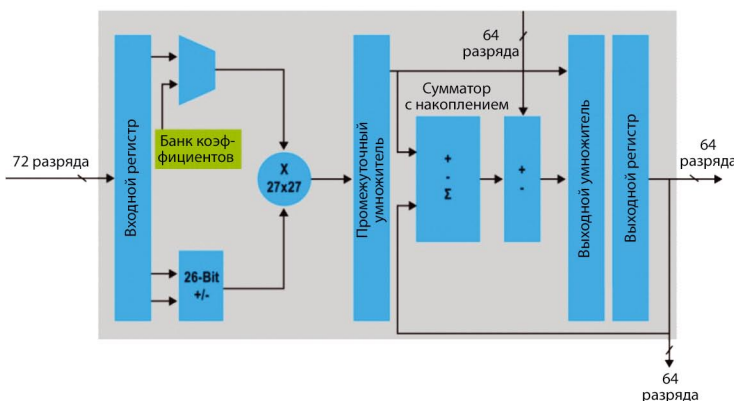 64
разряда
Сумматор
с накоплением
72 разряда
Входной регистр
Банк коэф-
фициентов
X
27x27
26-Bit
+/-
Промежуточный
умножитель
+
-
Σ
+
-
Выходной умножитель
Выходной регистр
64
разряда
64
разряда